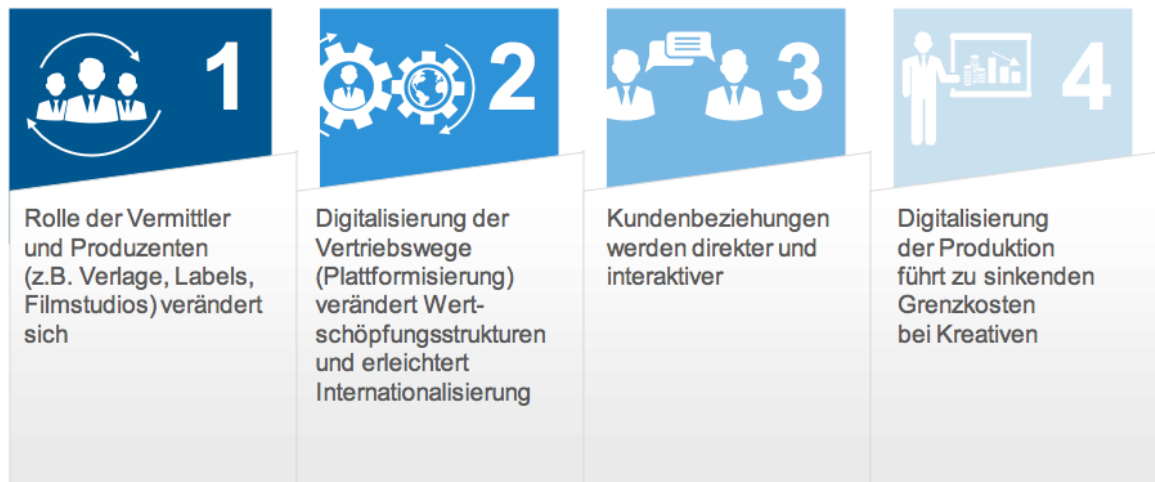 1
Rolle der Vermittler
und Produzenten
(z.B. Verlage, Labels,
Filmstudios) verändert
sich
2
Digitalisierung der
Vertriebswege
(Plattformisierung)
verändert Wert-
schöpfungsstrukturen
und erleichtert
Internationalisierung
3
Kundenbeziehungen
werden direkter und
interaktiver
4
Digitalisierung
der Produktion
führt zu sinkenden
Grenzkosten
bei Kreativen